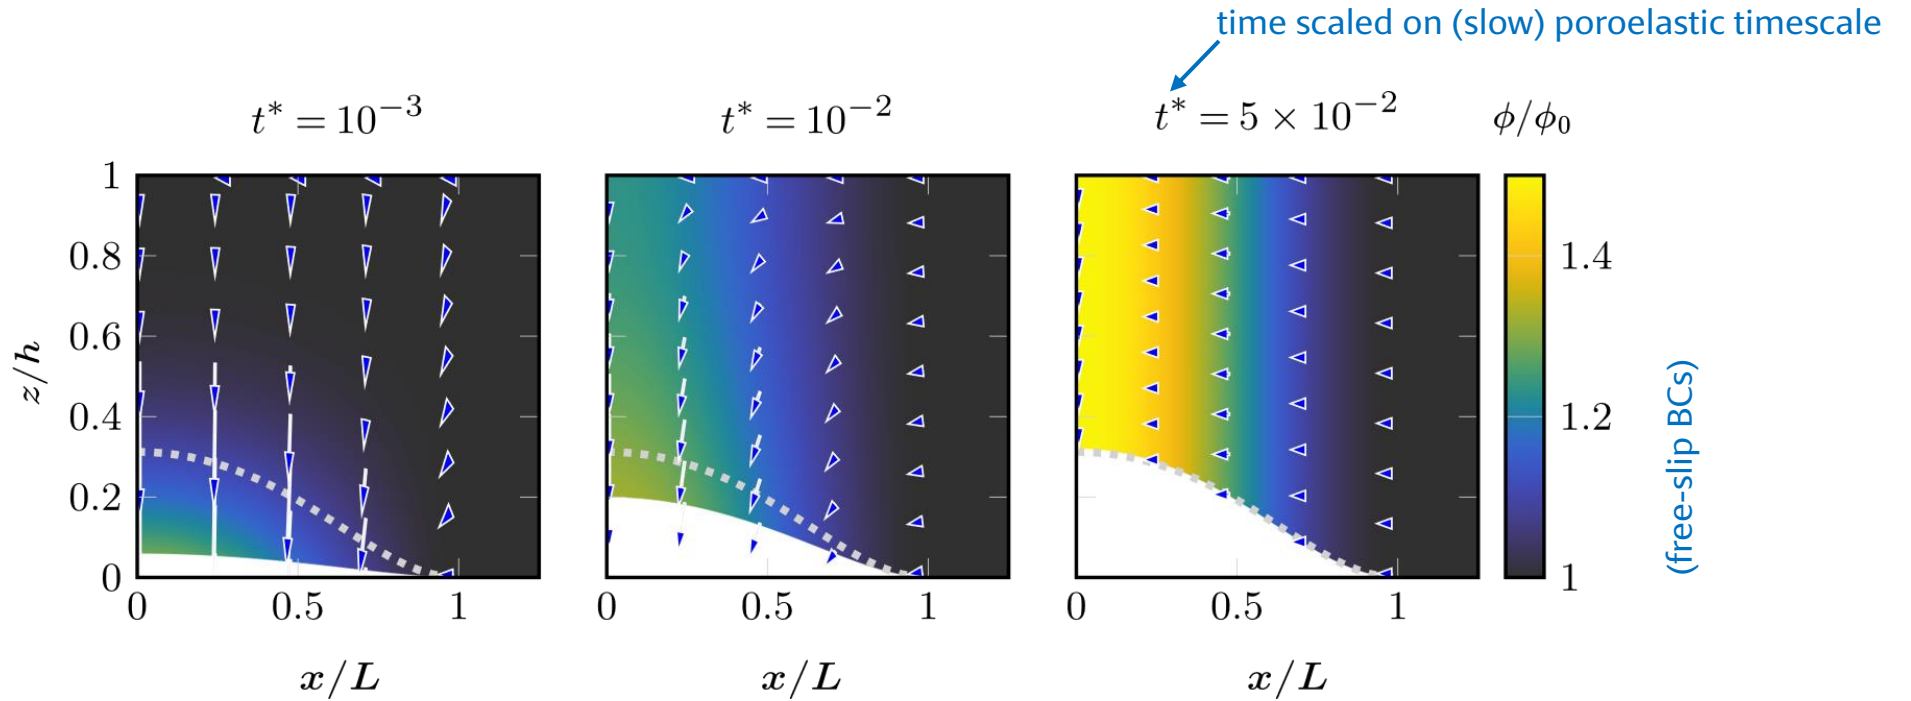 time scaled on (slow) poroelastic timescale
t* = 10⁻³
t* = 10⁻²
t* = 5 × 10⁻²
ϕ/ϕ₀
z/h
1
0.8
0.6
0.4
0.2
0
0 0.5 1
0 0.5 1
0 0.5 1
x/L
x/L
x/L
1.4
1.2
1
(free-slip BCs)